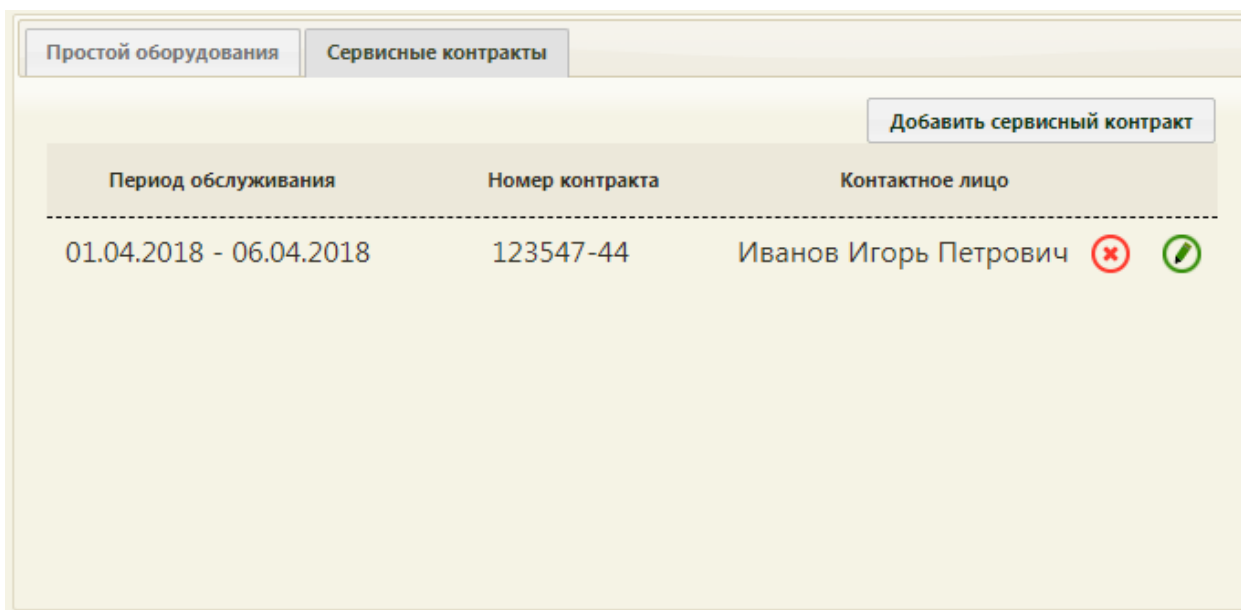 Простой оборудования Сервисные контракты
Добавить сервисный контракт
Период обслуживания Номер контракта Контактное лицо
01.04.2018 - 06.04.2018 123547-44 Иванов Игорь Петрович